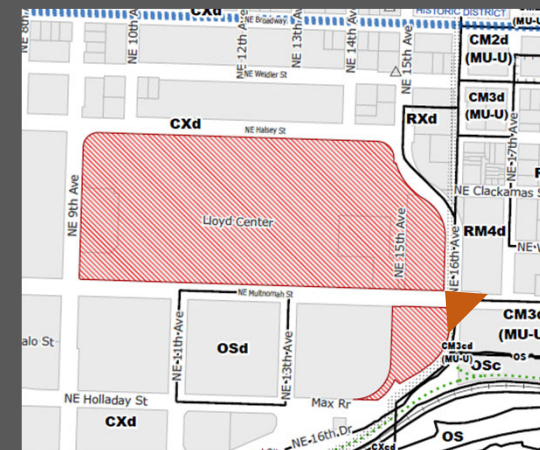 CXd
HISTORIC DISTRICT
NE Broadway
(MU-U)
NE 10th Ave
NE 12th Ave
NE 13th Ave
NE 14th Ave
NE 15th Ave
CM2d
(MU-U)
NE Weidler St
CM3d
(MU-U)
CXd
NE Halsey St
RXd
NE 17th Ave
NE 9th Ave
NE Clackamas S
Lloyd Center
NE 15th Ave
NE 16th Ave
RM4d
NE Multnomah St
CM3d
(MU-U)
NE 11th Ave
NE 13th Ave
alo St
OSd
CM3cd
(MU-U)
OS
OSc
NE Holladay St
Max Rr
CXd
NE 16th Dr
OS
CXcd